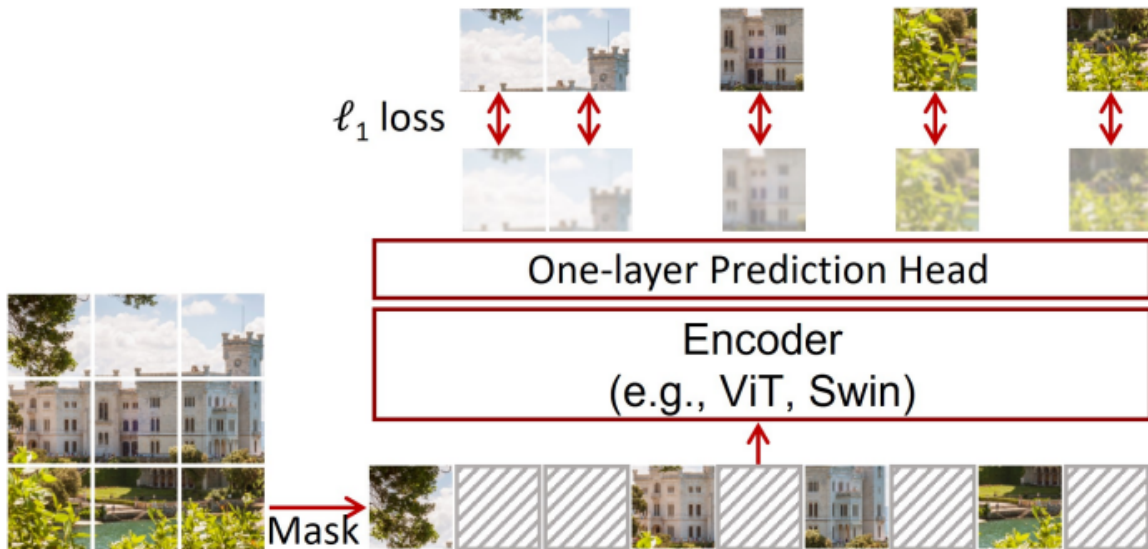 ℓ₁ loss
One-layer Prediction Head
Encoder
(e.g., ViT, Swin)
Mask